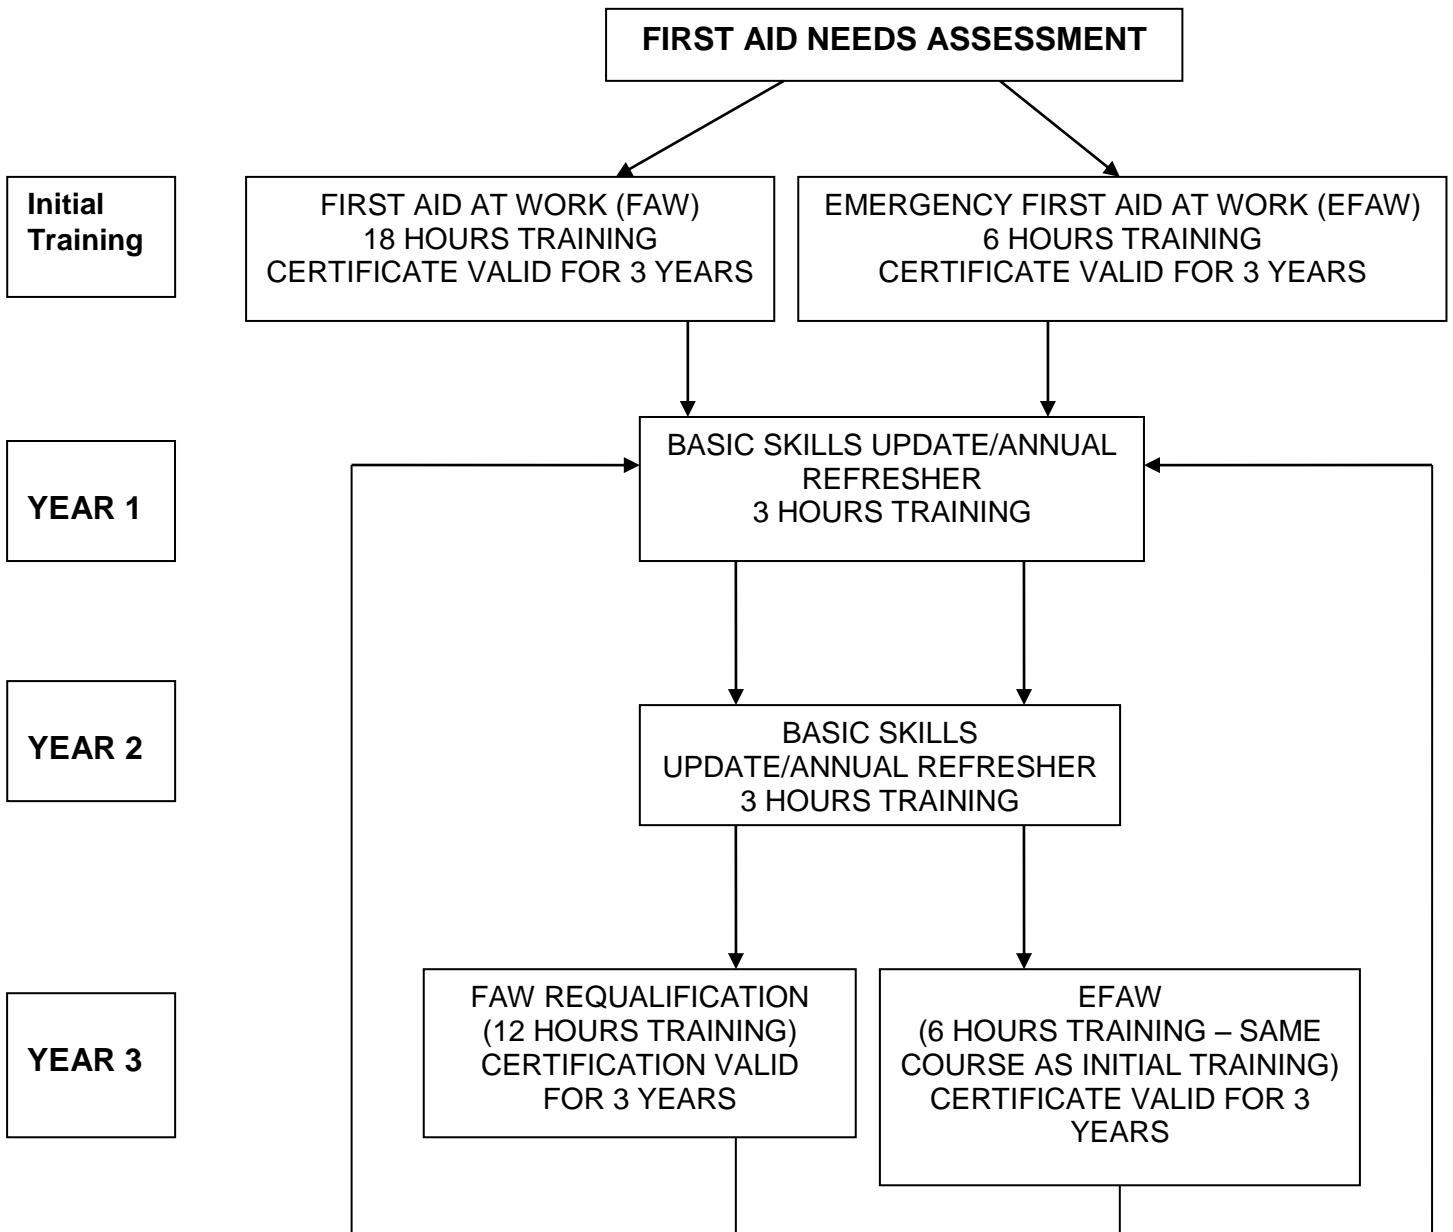 FIRST AID NEEDS ASSESSMENT
Initial
Training
FIRST AID AT WORK (FAW)
18 HOURS TRAINING
CERTIFICATE VALID FOR 3 YEARS
EMERGENCY FIRST AID AT WORK (EFAW)
6 HOURS TRAINING
CERTIFICATE VALID FOR 3 YEARS
YEAR 1
BASIC SKILLS UPDATE/ANNUAL
REFRESHER
3 HOURS TRAINING
YEAR 2
BASIC SKILLS
UPDATE/ANNUAL REFRESHER
3 HOURS TRAINING
YEAR 3
FAW REQUALIFICATION
(12 HOURS TRAINING)
CERTIFICATION VALID
FOR 3 YEARS
EFAW
(6 HOURS TRAINING – SAME
COURSE AS INITIAL TRAINING)
CERTIFICATE VALID FOR 3
YEARS